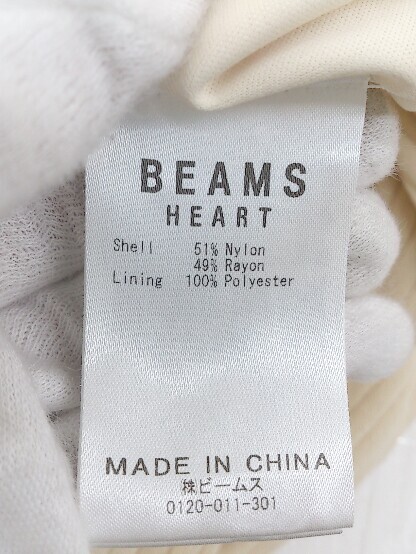 BEAMS
HEART
Shell 51% Nylon
49% Rayon
Lining 100% Polyester
MADE IN CHINA
㈱ビームス
0120-011-301